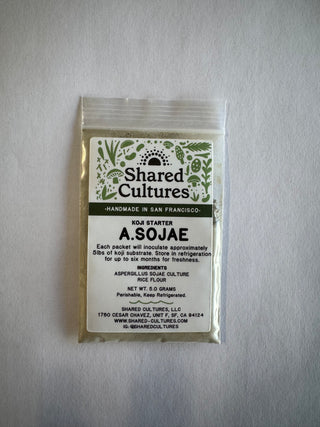 Shared
Cultures
-HANDMADE IN SAN FRANCISCO-
KOJI STARTER
A.SOJAE
Each packet will inoculate approximately
5lbs of koji substrate. Store in refrigeration
for up to six months for freshness.
INGREDIENTS
ASPERGILLUS SOJAE CULTURE
RICE FLOUR
NET WT. 5.0 GRAMS
Perishable, Keep Refrigerated.
SHARED CULTURES, LLC
1750 CESAR CHAVEZ, UNIT F, SF, CA 94124
WWW.SHARED-CULTURES.COM
IG: @SHAREDCULTURES